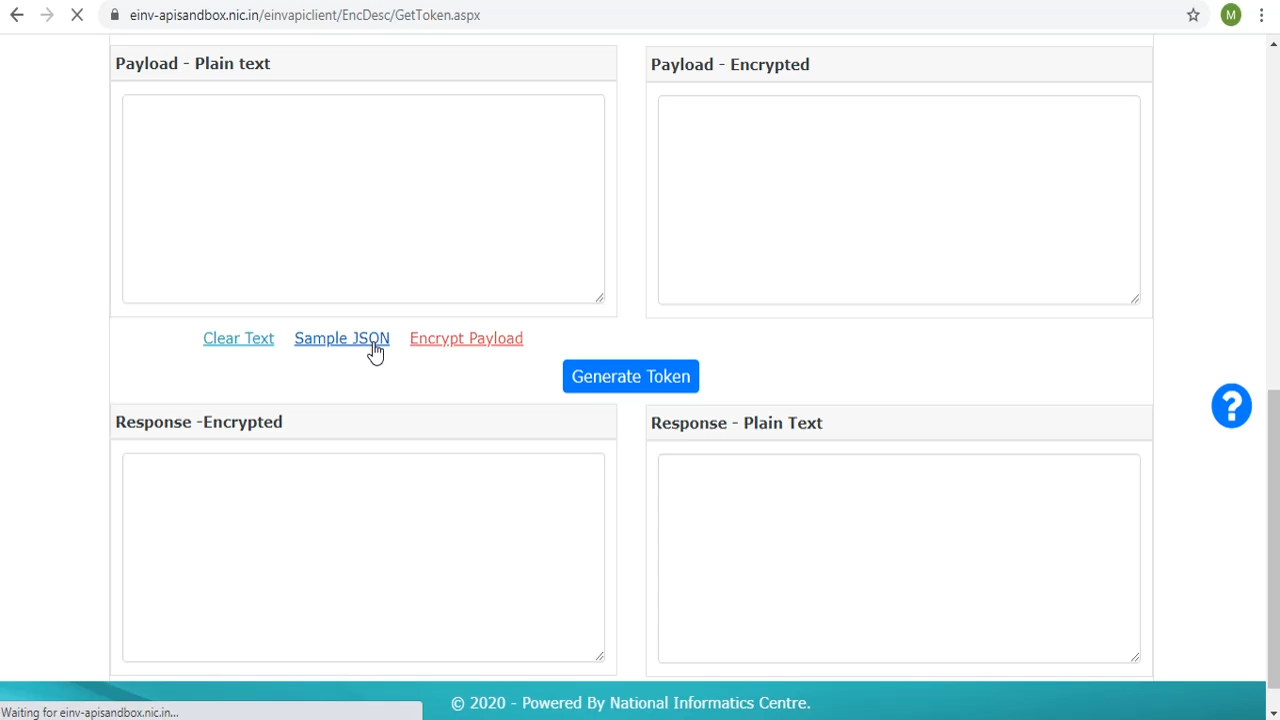 einv-apisandbox.nic.in/einvapiclient/EncDesc/GetToken.aspx
M
Payload - Plain text
Payload - Encrypted
Clear Text Sample JSON Encrypt Payload
Generate Token
?
Response -Encrypted
Response - Plain Text
© 2020 - Powered By National Informatics Centre.
Waiting for einv-apisandbox.nic.in...